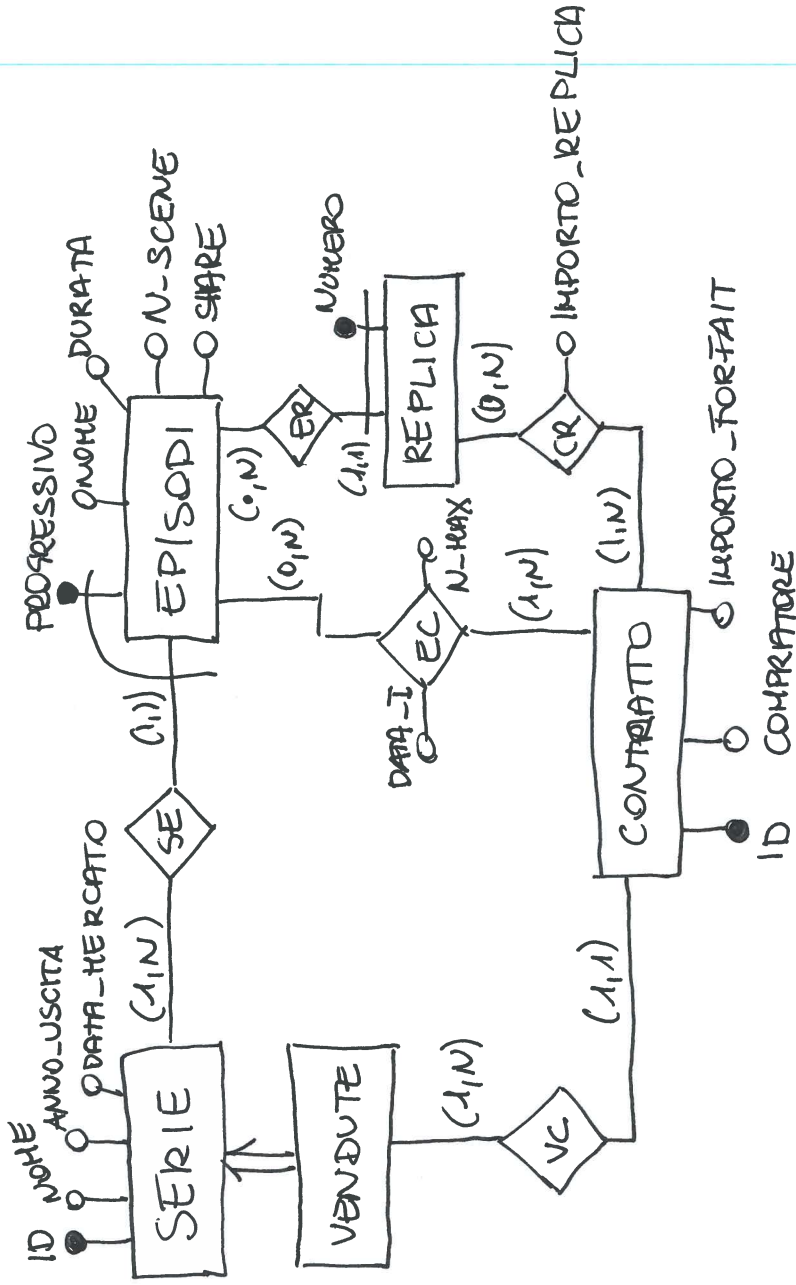 ID
NOME
ANNO_USCITA
DATA_MERCATO
SERIE
(1,N)
SE
(1,1)
PROGRESSIVO
NOME
DURATA
N_SCENE
SHARE
EPISODI
(0,N)
(0,N)
ER
(1,1)
NUMERO
REPLICA
(0,N)
CR
IMPORTO_REPLICA
(1,N)
DATA_I
EC
N_MAX
(1,N)
VENDUTE
(1,N)
VC
(1,1)
CONTRATTO
ID
COMPRATORE
IMPORTO_FORFAIT